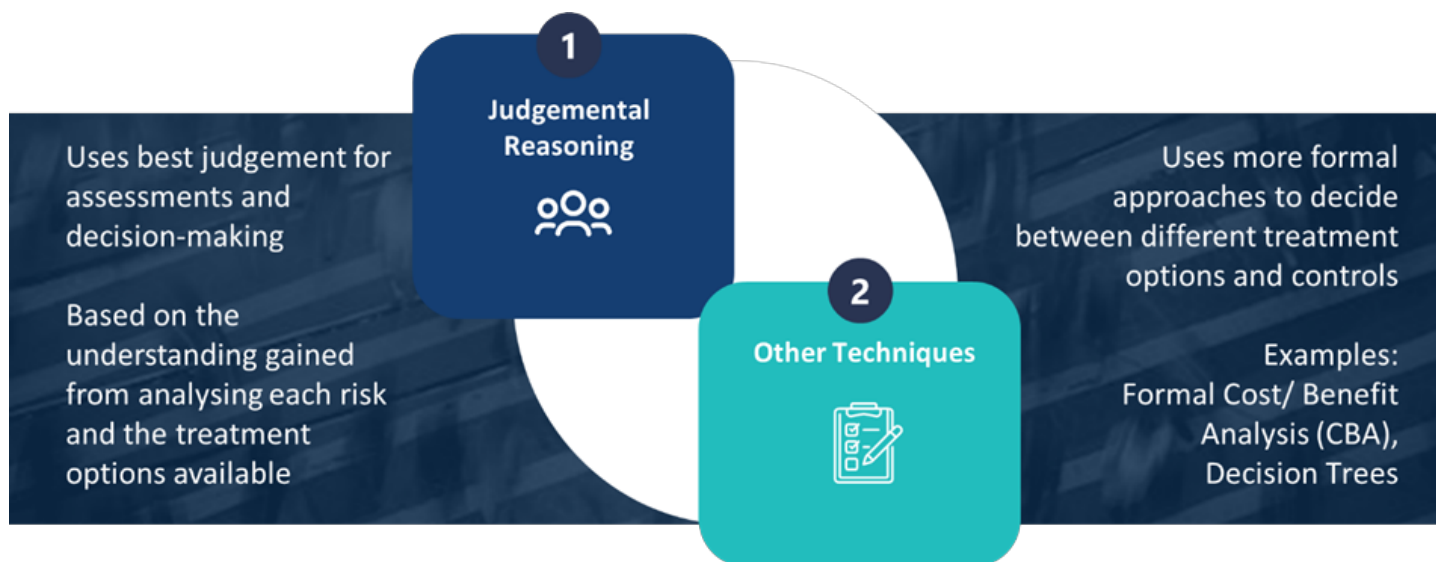 1
Judgemental
Reasoning
Uses best judgement for
assessments and
decision-making
Based on the
understanding gained
from analysing each risk
and the treatment
options available
2
Other Techniques
Uses more formal
approaches to decide
between different treatment
options and controls
Examples:
Formal Cost/ Benefit
Analysis (CBA),
Decision Trees